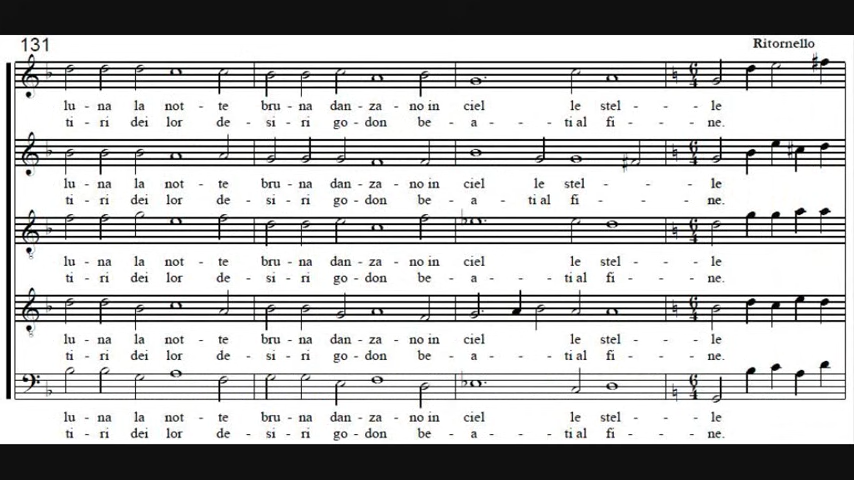 131
Ritornello
lu - na la not - te bru - na dan - za - no in ciel le stel - - - le
ti - ri dei lor de - si - ri go - don be - a - - - ti al fi - - - ne.
lu - na la not - te bru - na dan - za - no in ciel le stel - - - le
ti - ri dei lor de - si - ri go - don be - a - ti al fi - - - ne.
lu - na la not - te bru - na dan - za - no in ciel le stel - - - le
ti - ri dei lor de - si - ri go - don be - a - - - ti al fi - - - ne.
lu - na la not - te bru - na dan - za - no in ciel le stel - - - le
ti - ri dei lor de - si - ri go - don be - a - - - ti al fi - - - ne.
lu - na la not - te bru - na dan - za - no in ciel le stel - - - le
ti - ri dei lor de - si - ri go - don be - a - - - ti al fi - - - ne.